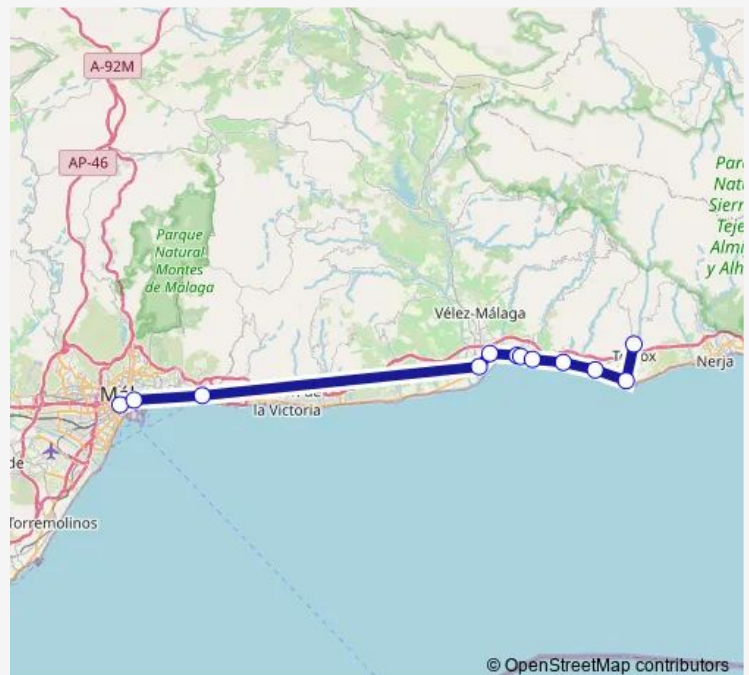 A-92M
AP-46
Parque
Natural
Montes
de Málaga
Vélez-Málaga
Nerja
la Victoria
Torremolinos
© OpenStreetMap contributors